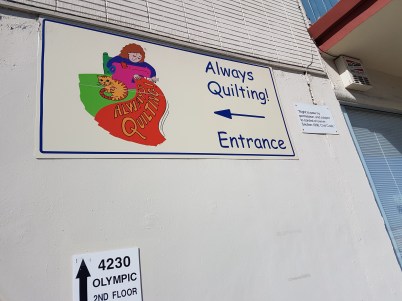 ALWAYS
QUILTING
Always
Quilting!
Entrance
4230
OLYMPIC
2ND FLOOR